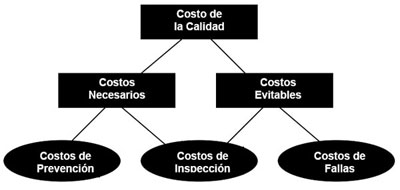 Costo de
la Calidad
Costos
Necesarios
Costos
Evitables
Costos de
Prevención
Costos de
Inspección
Costos de
Fallas